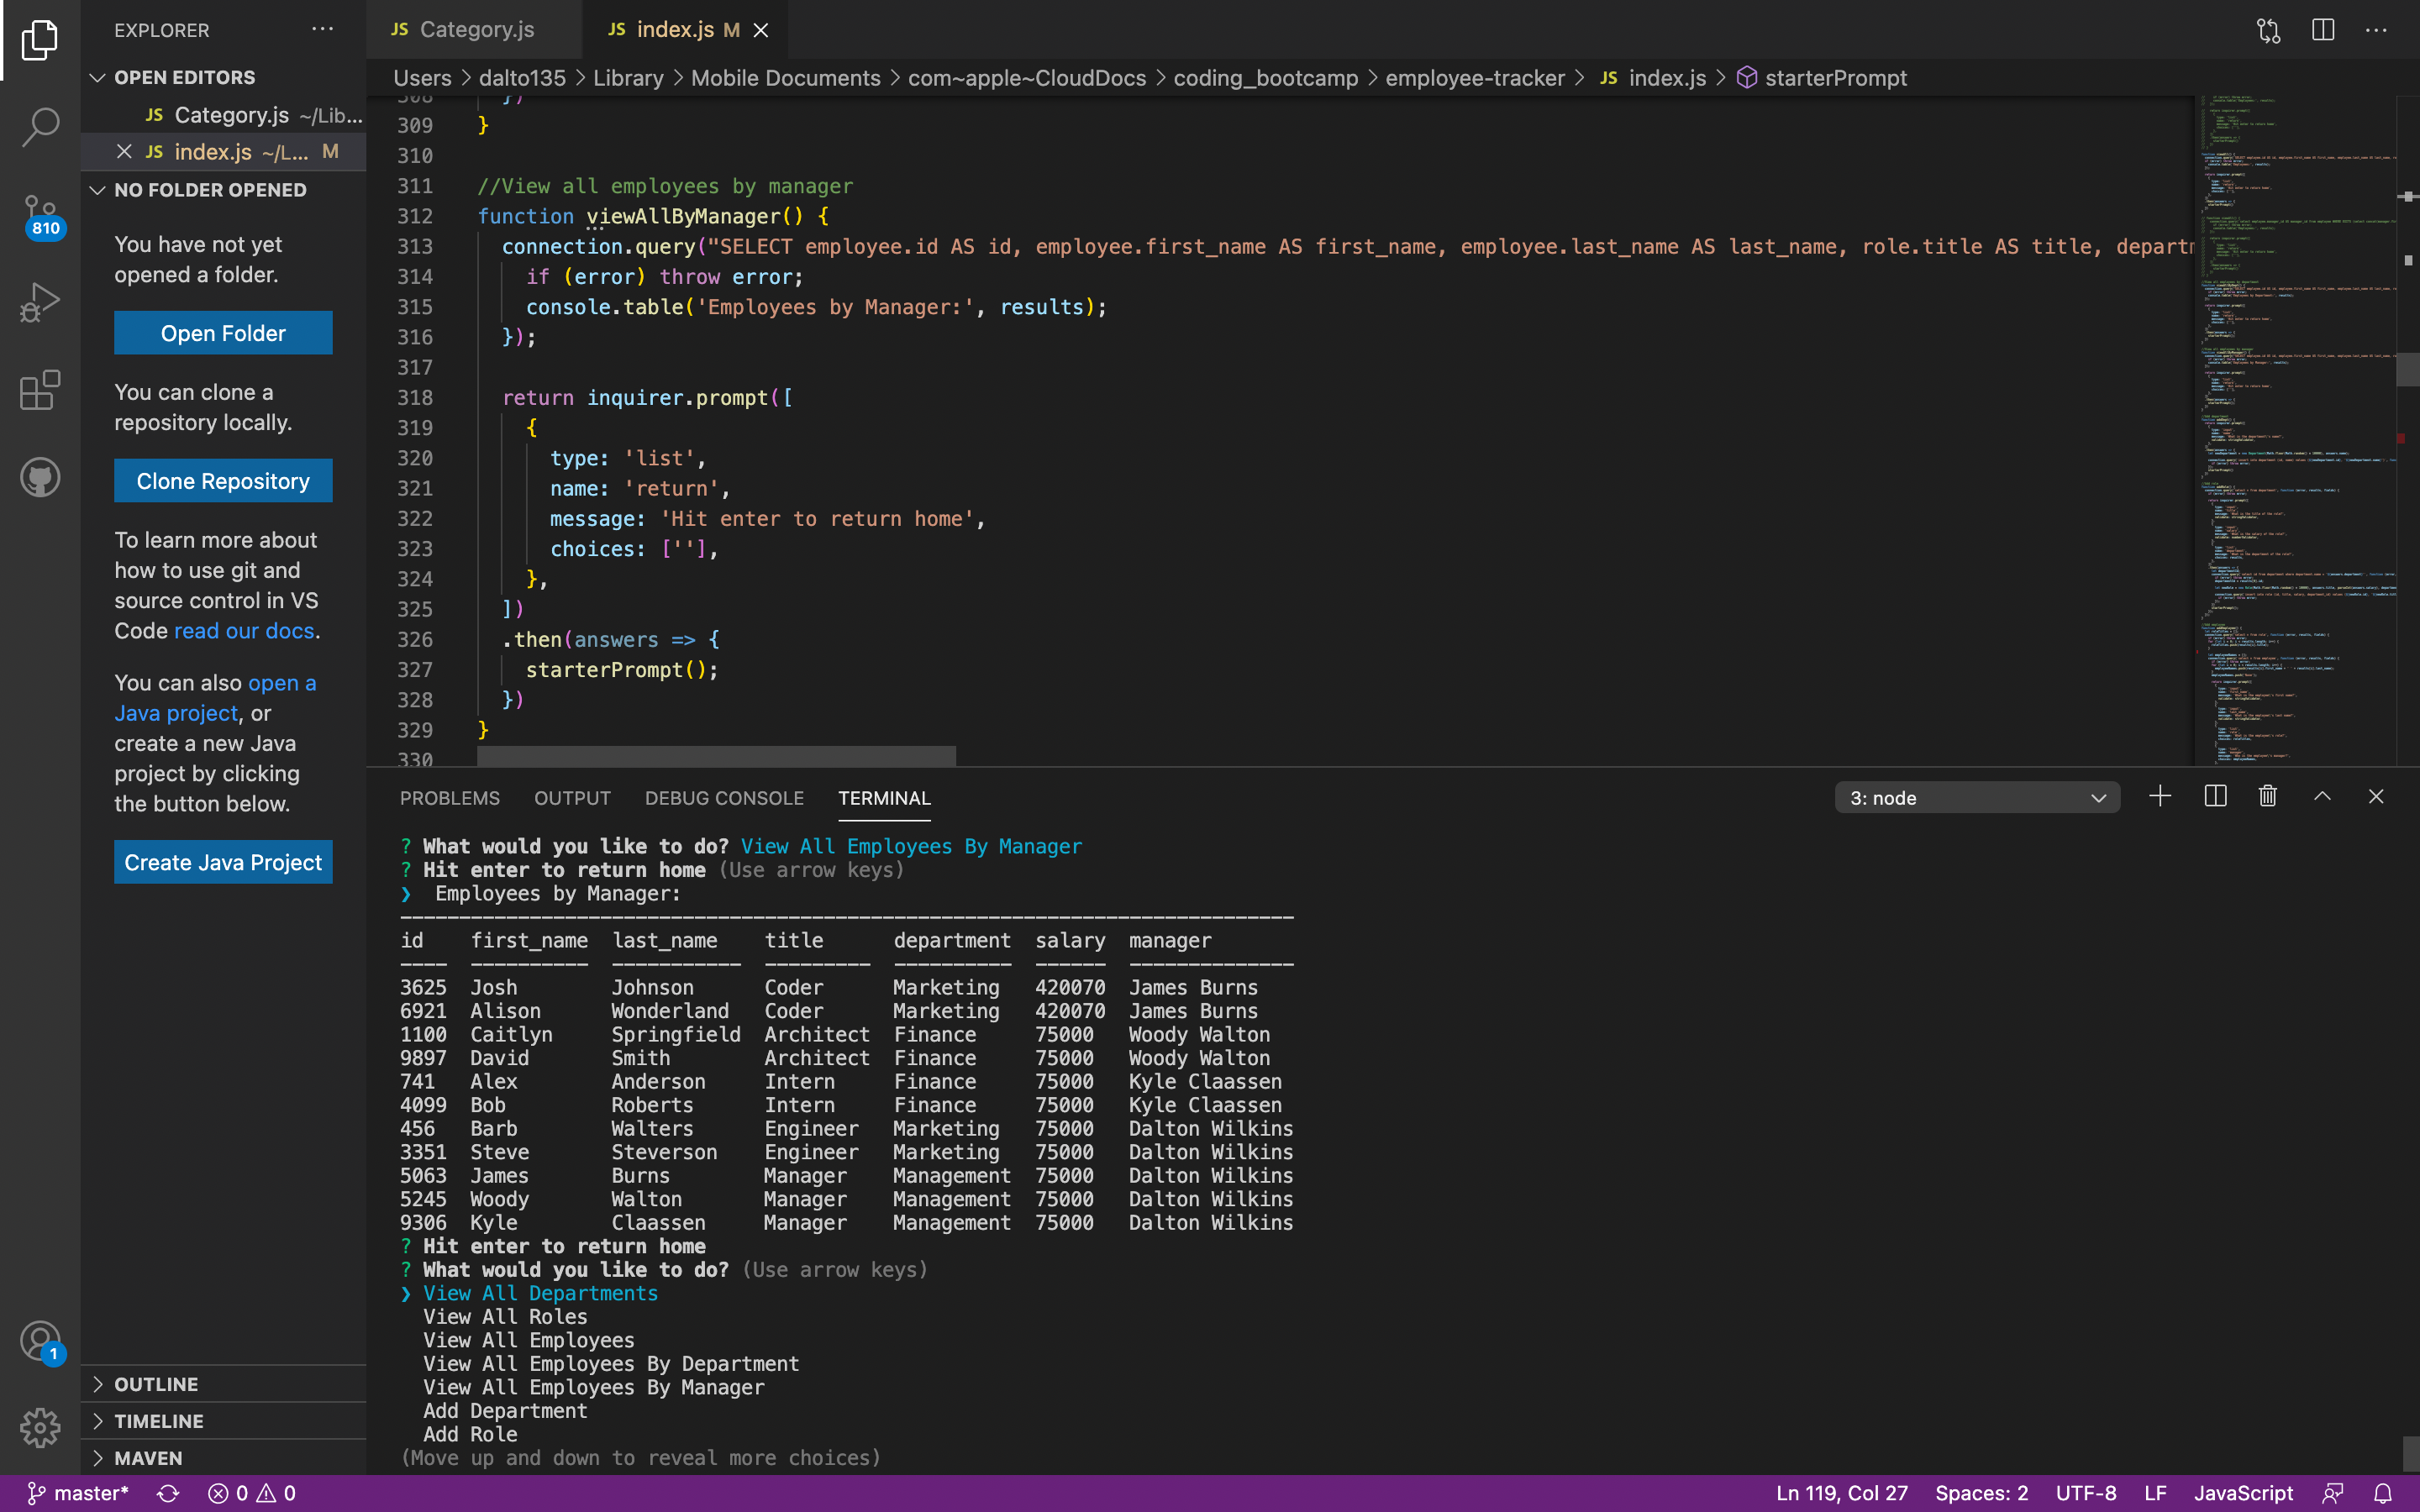 EXPLORER
OPEN EDITORS
JS Category.js ~/Lib...
JS index.js ~/L... M
NO FOLDER OPENED
You have not yet
opened a folder.
Open Folder
You can clone a
repository locally.
Clone Repository
To learn more about
how to use git and
source control in VS
Code read our docs.
You can also open a
Java project, or
create a new Java
project by clicking
the button below.
Create Java Project
OUTLINE
TIMELINE
MAVEN
810
1
JS Category.js
JS index.js M
Users > dalto135 > Library > Mobile Documents > com~apple~CloudDocs > coding_bootcamp > employee-tracker > JS index.js > starterPrompt
308 })
309 }
310
311 //View all employees by manager
312 function viewAllByManager() {
313 connection.query("SELECT employee.id AS id, employee.first_name AS first_name, employee.last_name AS last_name, role.title AS title, departm
314 if (error) throw error;
315 console.table('Employees by Manager:', results);
316 });
317
318 return inquirer.prompt([
319 {
320 type: 'list',
321 name: 'return',
322 message: 'Hit enter to return home',
323 choices: [''],
324 },
325 ])
326 .then(answers => {
327 starterPrompt();
328 })
329 }
330
PROBLEMS OUTPUT DEBUG CONSOLE TERMINAL 3: node
? What would you like to do? View All Employees By Manager
? Hit enter to return home (Use arrow keys)
❯ Employees by Manager:
id first_name last_name title department salary manager
3625 Josh Johnson Coder Marketing 420070 James Burns
6921 Alison Wonderland Coder Marketing 420070 James Burns
1100 Caitlyn Springfield Architect Finance 75000 Woody Walton
9897 David Smith Architect Finance 75000 Woody Walton
741 Alex Anderson Intern Finance 75000 Kyle Claassen
4099 Bob Roberts Intern Finance 75000 Kyle Claassen
456 Barb Walters Engineer Marketing 75000 Dalton Wilkins
3351 Steve Steverson Engineer Marketing 75000 Dalton Wilkins
5063 James Burns Manager Management 75000 Dalton Wilkins
5245 Woody Walton Manager Management 75000 Dalton Wilkins
9306 Kyle Claassen Manager Management 75000 Dalton Wilkins
? Hit enter to return home
? What would you like to do? (Use arrow keys)
❯ View All Departments
View All Roles
View All Employees
View All Employees By Department
View All Employees By Manager
Add Department
Add Role
(Move up and down to reveal more choices)
master* 0 0 Ln 119, Col 27 Spaces: 2 UTF-8 LF JavaScript